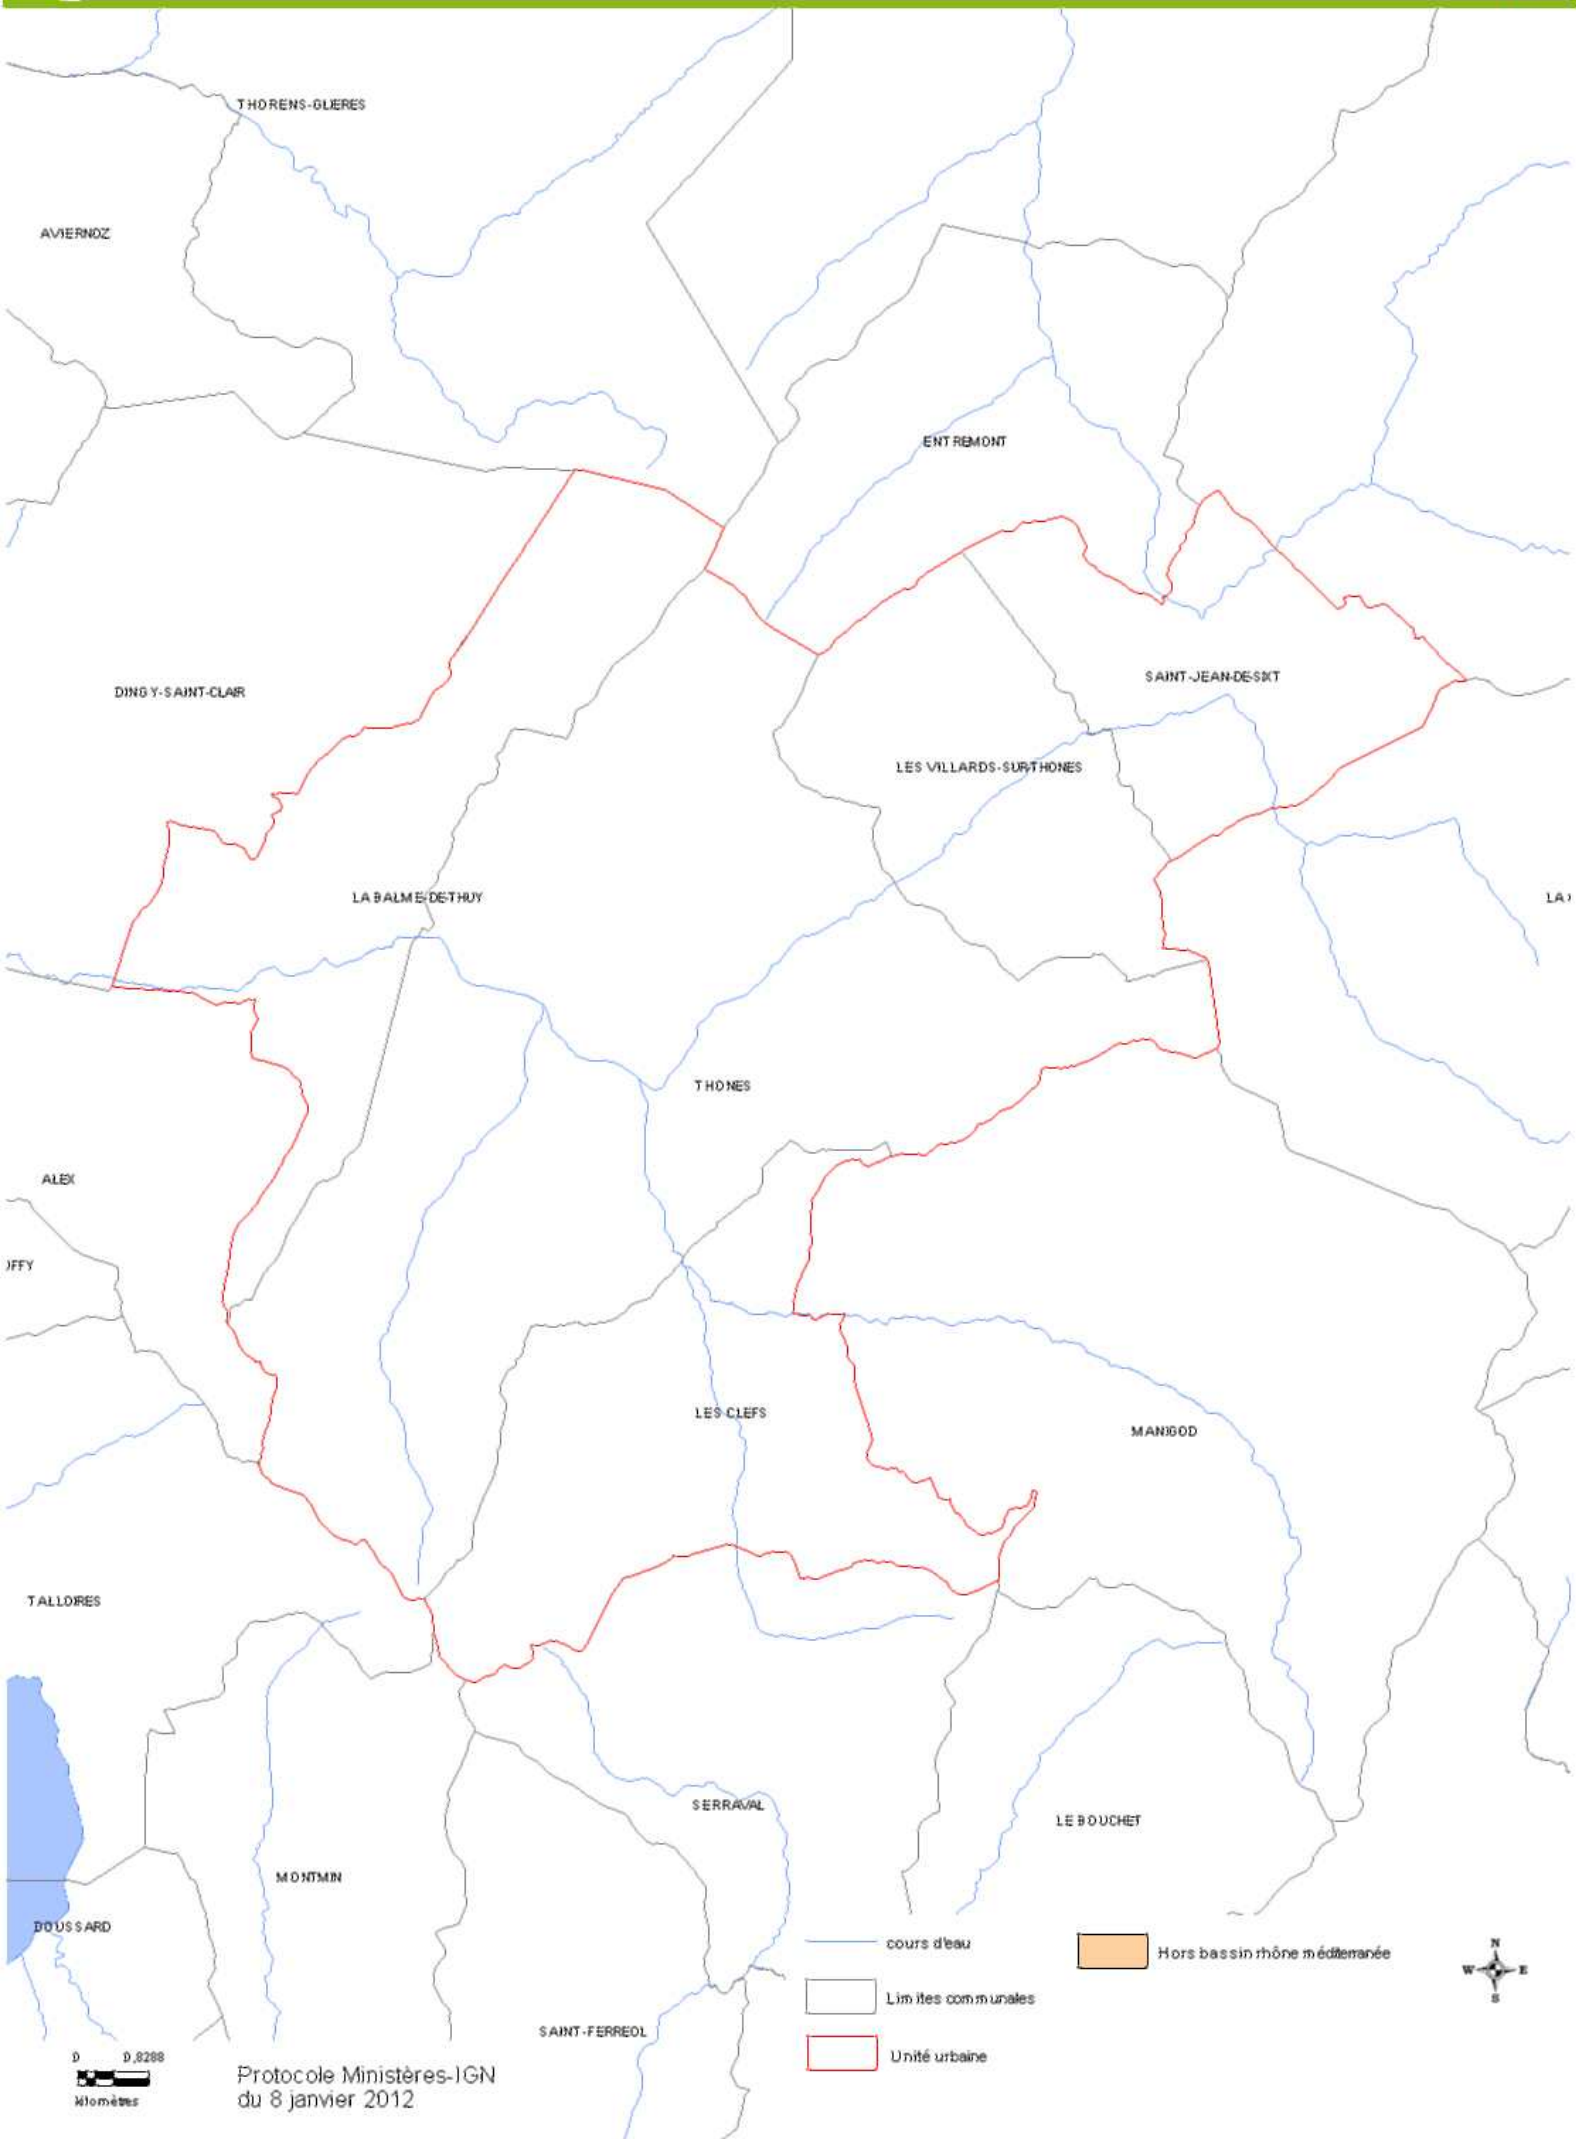 THORENS-GLIERES
AVIERNOZ
ENTREMONT
DINGY-SAINT-CLAIR
SAINT-JEAN-DE-SIXT
LES VILLARDS-SUR-THONES
LA BALME-DE-THUY
LA
THONES
ALEX
OFFY
LES CLEFS
MANIGOD
TALLOIRES
SERRAVAL
LE BOUCHET
MONTMIN
DOUSSARD
cours d'eau
Hors bassin rhône méditerranée
N
W E
S
Limites communales
SAINT-FERREOL
Unité urbaine
0 0,8288
kilomètres
Protocole Ministères-IGN
du 8 janvier 2012